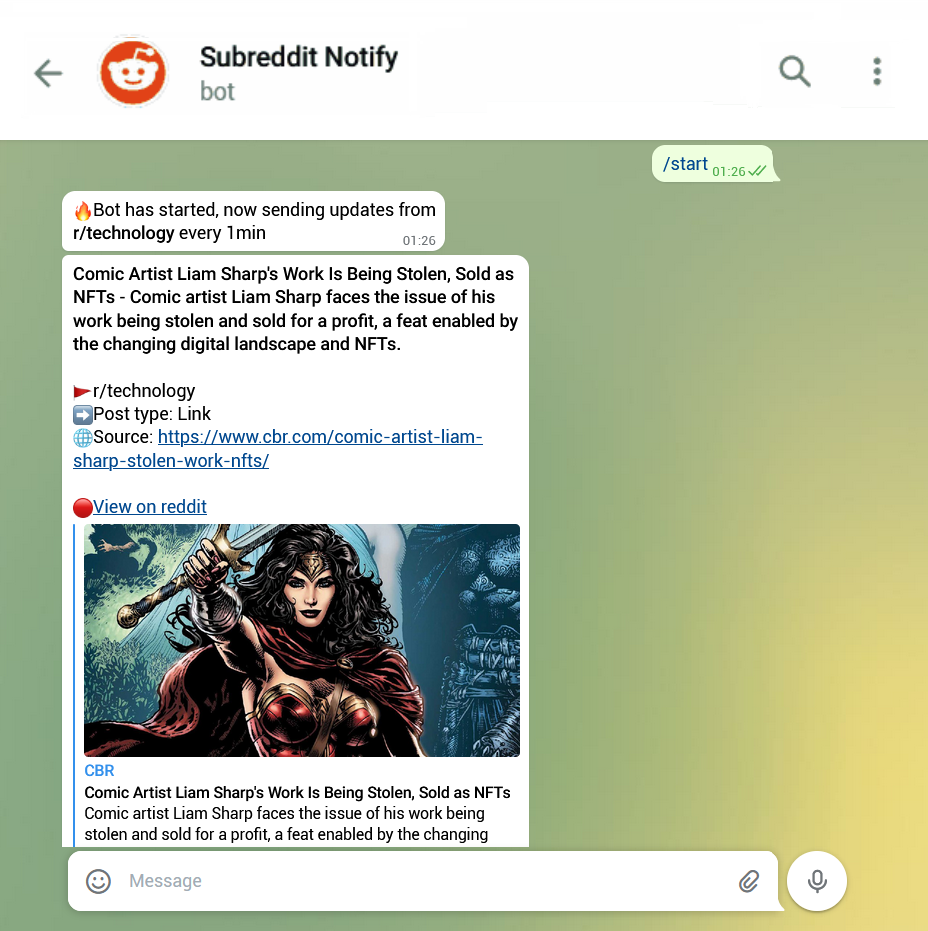 Subreddit Notify
bot
/start 01:26
🔥Bot has started, now sending updates from
r/technology every 1min
01:26
Comic Artist Liam Sharp's Work Is Being Stolen, Sold as
NFTs - Comic artist Liam Sharp faces the issue of his
work being stolen and sold for a profit, a feat enabled by
the changing digital landscape and NFTs.
🚩r/technology
➡️Post type: Link
🌐Source: https://www.cbr.com/comic-artist-liam-
sharp-stolen-work-nfts/
🔴View on reddit
CBR
Comic Artist Liam Sharp's Work Is Being Stolen, Sold as NFTs
Comic artist Liam Sharp faces the issue of his work being
stolen and sold for a profit, a feat enabled by the changing
Message